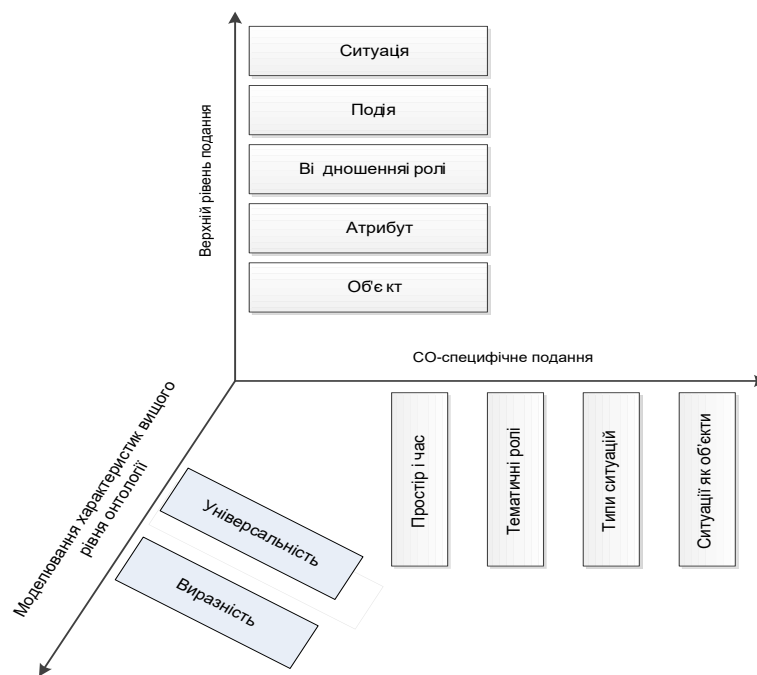 Ситуація
Подія
Ві дношенняі ролі
Атрибут
Об'є кт
Верхній рівень подання
СО-специфічне подання
Простір і час
Тематичні ролі
Типи ситуацій
Ситуації як об'єкти
Моделювання характеристик вищого
рівня онтології
Універсальність
Виразність